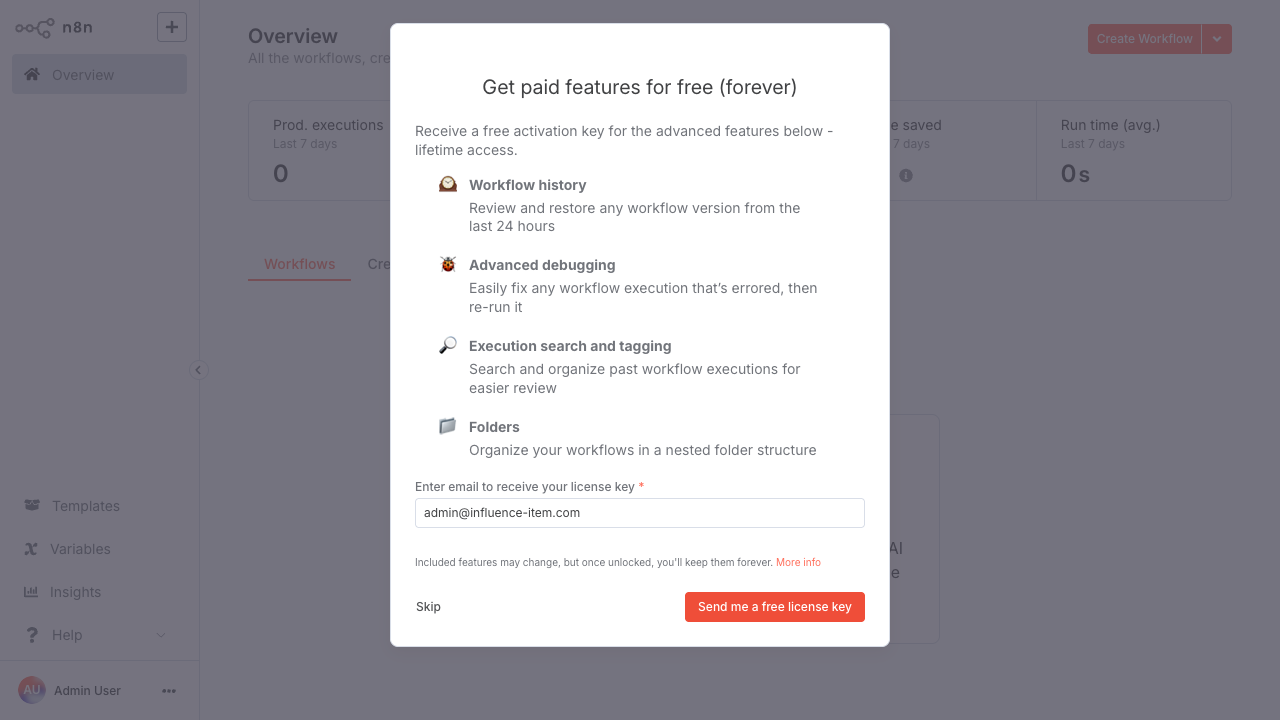 n8n
Overview
Templates
Variables
Insights
Help
AU
Admin User
Overview
All the workflows, cre
Create Workflow
Prod. executions
Last 7 days
0
e saved
7 days
Run time (avg.)
Last 7 days
0s
Workflows
Cre
AI
e
Get paid features for free (forever)
Receive a free activation key for the advanced features below -
lifetime access.
Workflow history
Review and restore any workflow version from the
last 24 hours
Advanced debugging
Easily fix any workflow execution that's errored, then
re-run it
Execution search and tagging
Search and organize past workflow executions for
easier review
Folders
Organize your workflows in a nested folder structure
Enter email to receive your license key *
admin@influence-item.com
Included features may change, but once unlocked, you'll keep them forever. More info
Skip
Send me a free license key